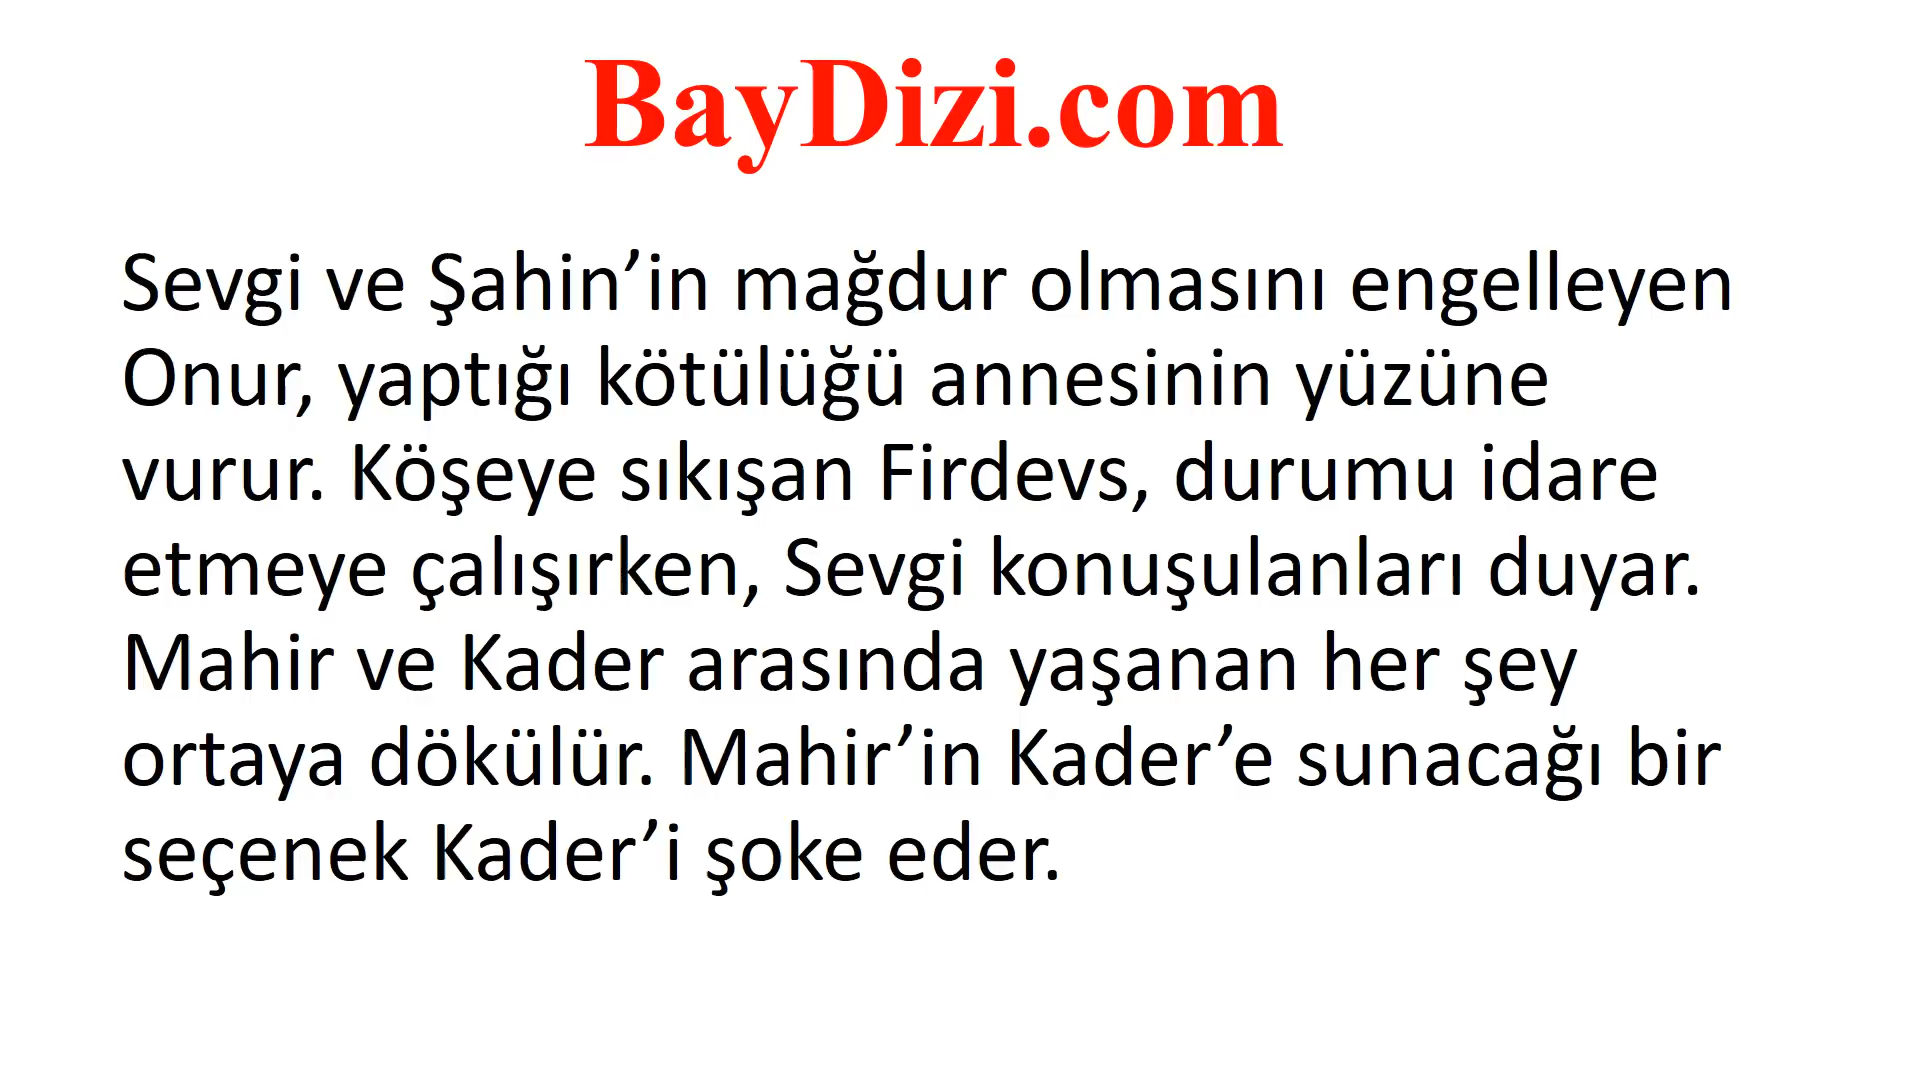 BayDizi.com
Sevgi ve Şahin’in mağdur olmasını engelleyen
Onur, yaptığı kötülüğü annesinin yüzüne
vurur. Köşeye sıkışan Firdevs, durumu idare
etmeye çalışırken, Sevgi konuşulanları duyar.
Mahir ve Kader arasında yaşanan her şey
ortaya dökülür. Mahir’in Kader’e sunacağı bir
seçenek Kader’i şoke eder.